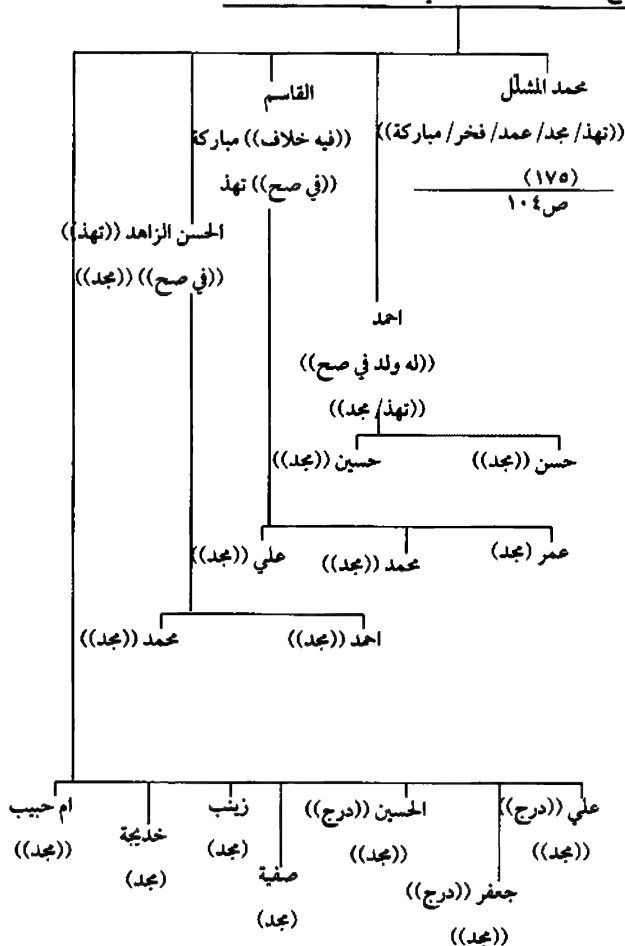 محمد المشلّل
((تهذ/ مجد/ عمد/ فخر/ مباركة))
(١٧٥)
ص١٠٤
القاسم
((فيه خلاف)) مباركة
((في صح)) تهذ
الحسن الزاهد ((تهذ))
((في صح)) ((مجد))
احمد
((له ولد في صح))
((تهذ/ مجد))
حسن ((مجد))
حسين ((مجد))
عمر (مجد)
محمد ((مجد))
علي ((مجد))
احمد ((مجد))
محمد ((مجد))
علي ((درج))
((مجد))
جعفر ((درج))
((مجد))
الحسين ((درج))
((مجد))
صفية
(مجد)
زينب
(مجد)
خديجة
(مجد)
ام حبيب
((مجد))